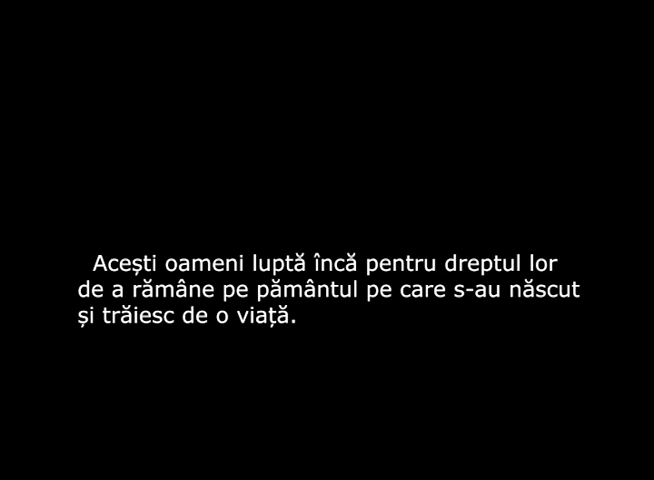 Acești oameni luptă încă pentru dreptul lor
de a rămâne pe pământul pe care s-au născut
și trăiesc de o viață.